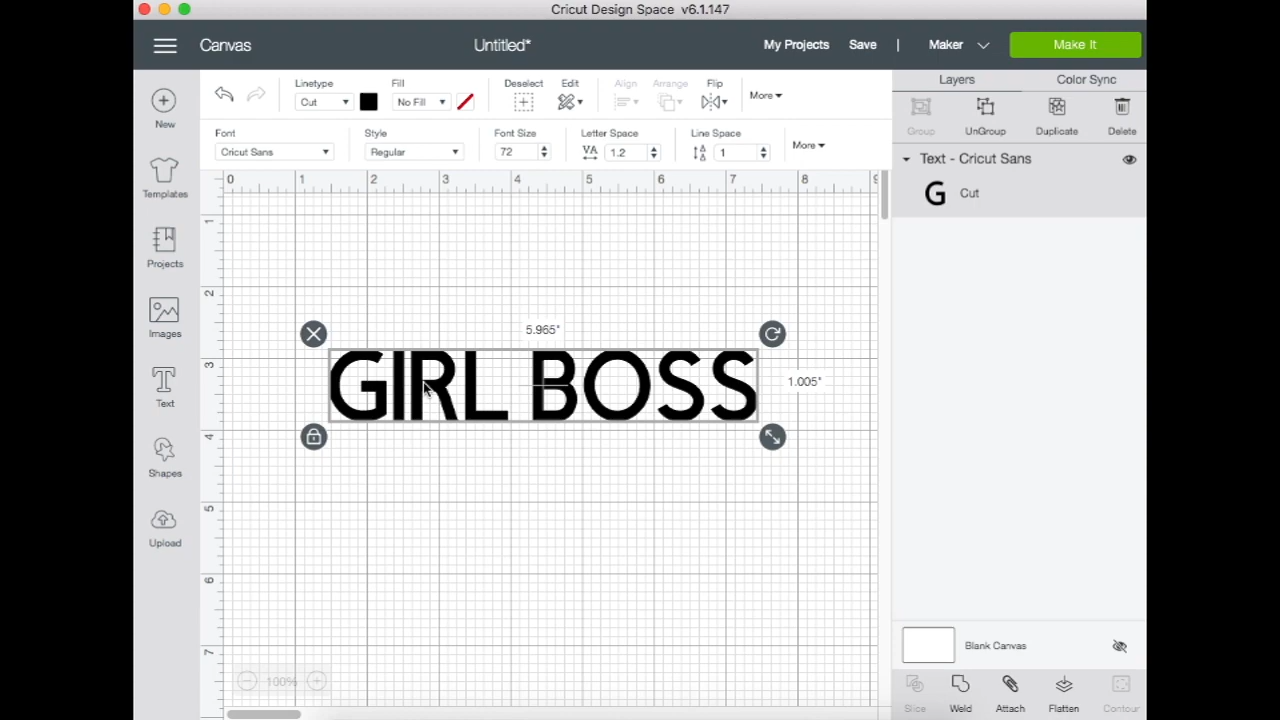 Cricut Design Space v6.1.147
Canvas
Untitled*
My Projects Save | Maker
Make It
Linetype Fill Deselect Edit Align Arrange Flip
Cut No Fill More
Font Style Font Size Letter Space Line Space
Cricut Sans Regular 72 VA 1.2 1 More
Layers Color Sync
Group UnGroup Duplicate Delete
Text - Cricut Sans
G Cut
New
Templates
Projects
Images
Text
Shapes
Upload
0 1 2 3 4 5 6 7 8 9
1
2
3
4
5
6
7
5.965"
GIRL BOSS
1.005"
100%
Blank Canvas
Slice Weld Attach Flatten Contour